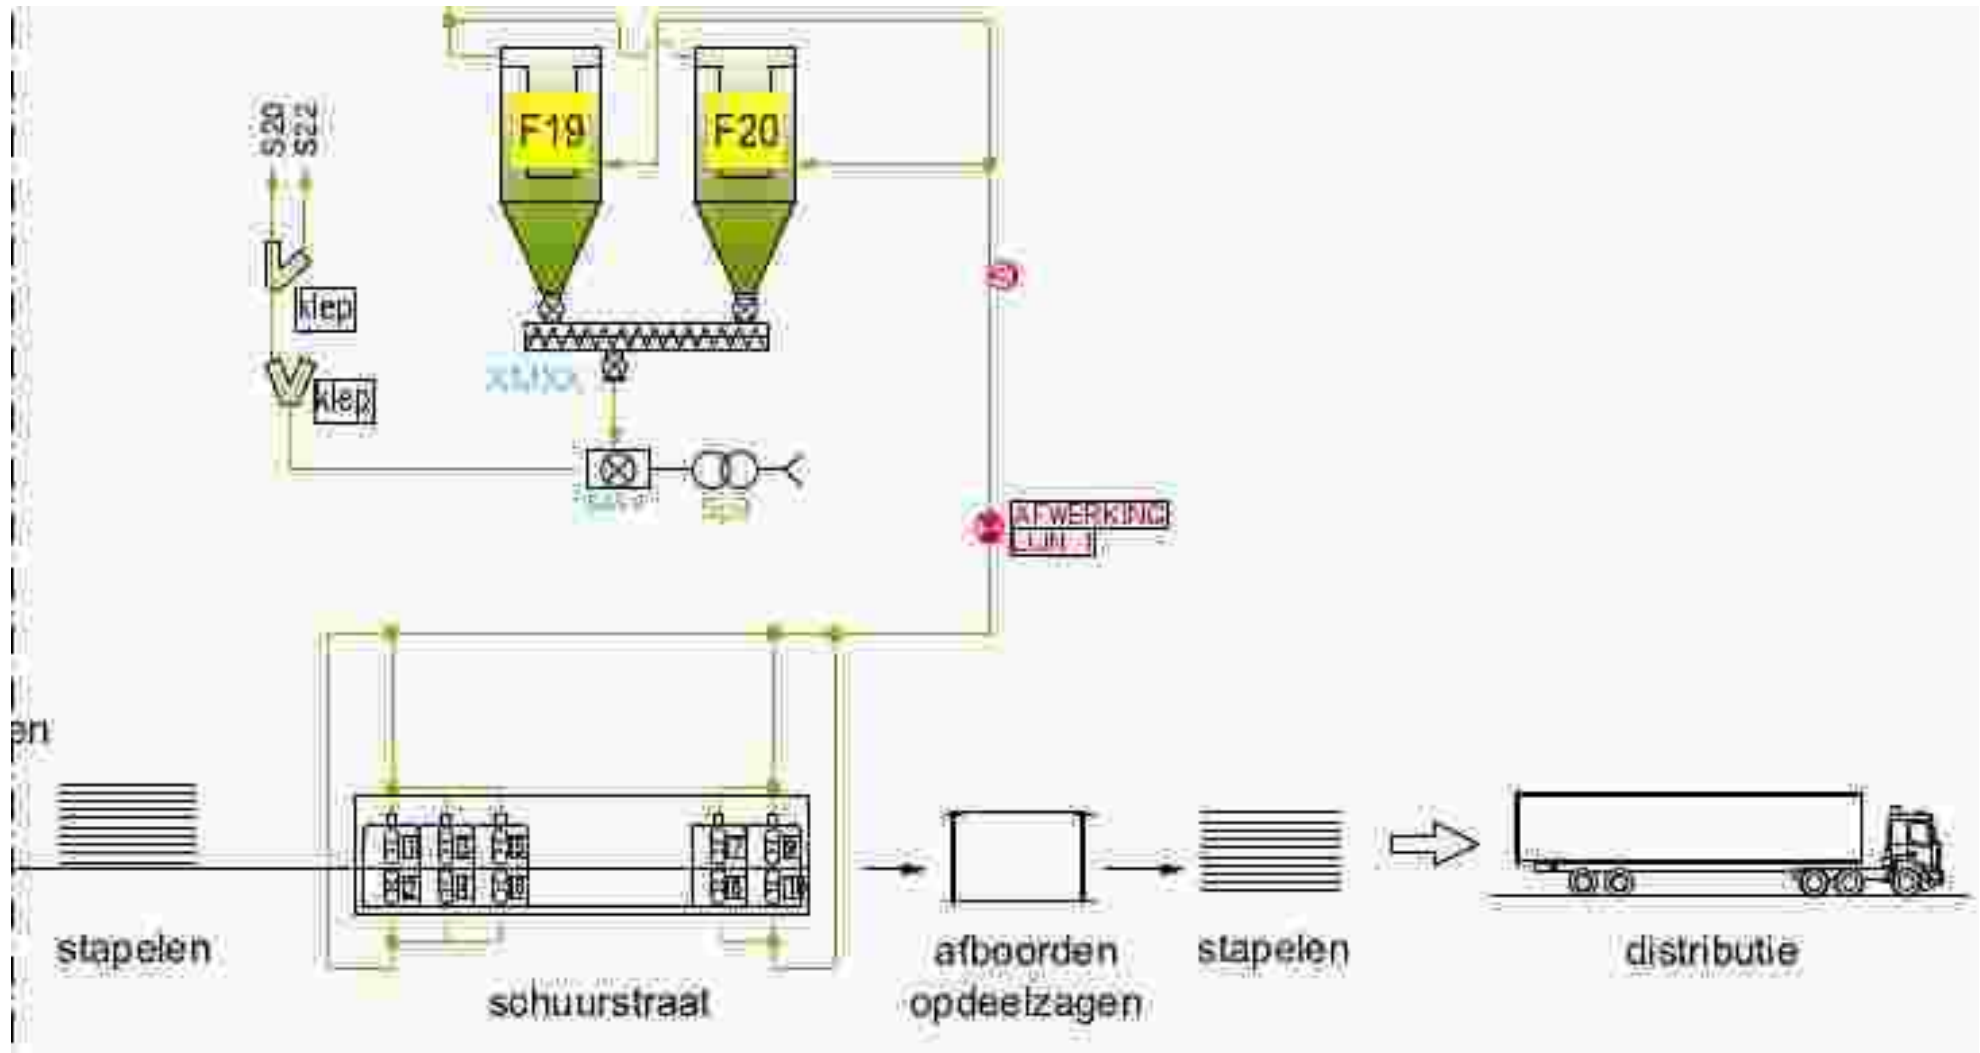 S20
S22
F19
F20
klep
klep
AFWERKING
LIJN 1
en
stapelen
schuurstraat
afboorden
opdeelzagen
stapelen
distributie